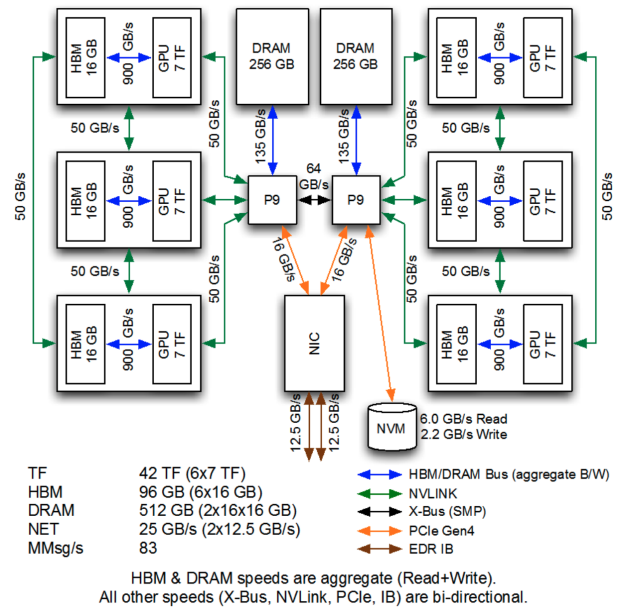 HBM
16 GB
900 GB/s
GPU
7 TF
DRAM
256 GB
DRAM
256 GB
HBM
16 GB
900 GB/s
GPU
7 TF
50 GB/s
50 GB/s
135 GB/s
135 GB/s
50 GB/s
50 GB/s
50 GB/s
HBM
16 GB
900 GB/s
GPU
7 TF
P9
64
GB/s
P9
HBM
16 GB
900 GB/s
GPU
7 TF
50 GB/s
50 GB/s
50 GB/s
16 GB/s
16 GB/s
50 GB/s
50 GB/s
HBM
16 GB
900 GB/s
GPU
7 TF
NIC
HBM
16 GB
900 GB/s
GPU
7 TF
12.5 GB/s
12.5 GB/s
NVM
6.0 GB/s Read
2.2 GB/s Write
TF 42 TF (6x7 TF)
HBM 96 GB (6x16 GB)
DRAM 512 GB (2x16x16 GB)
NET 25 GB/s (2x12.5 GB/s)
MMsg/s 83
HBM/DRAM Bus (aggregate B/W)
NVLINK
X-Bus (SMP)
PCIe Gen4
EDR IB
HBM & DRAM speeds are aggregate (Read+Write).
All other speeds (X-Bus, NVLink, PCIe, IB) are bi-directional.